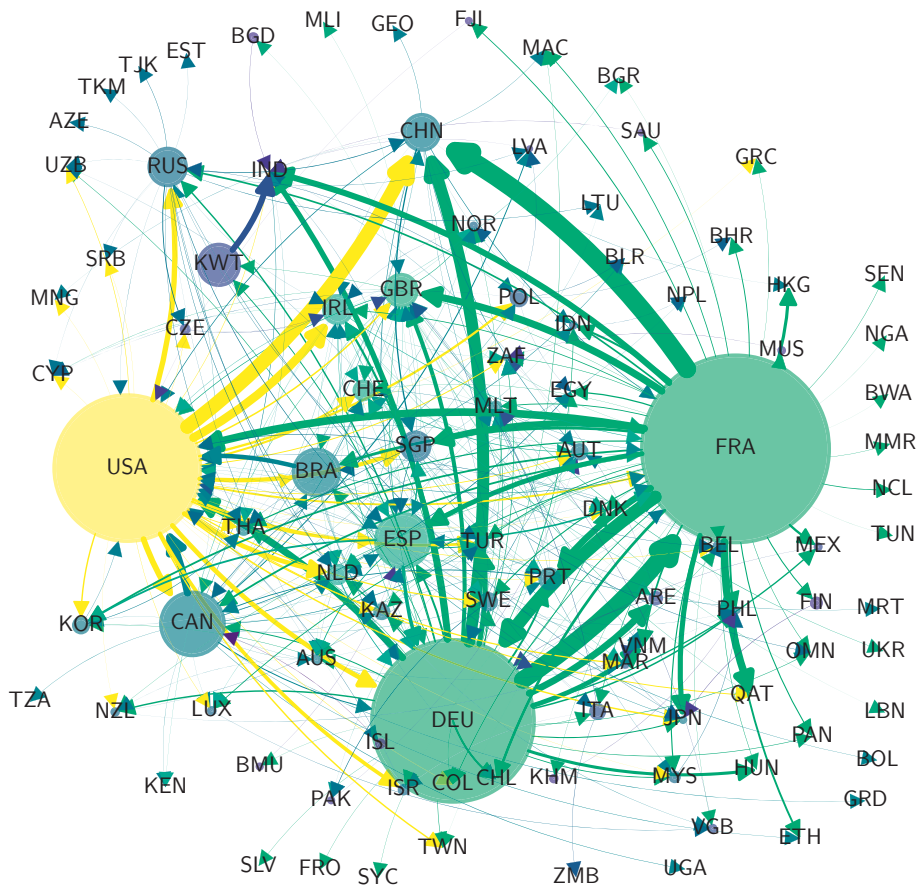 MLI
FJI
GEO
BGD
MAC
EST
TJK
BGR
TKM
AZE
CHN
SAU
LVA
GRC
UZB
RUS
IND
LTU
NOR
BHR
SRB
KWT
BLR
SEN
GBR
HKG
MNG
POL
NPL
IRL
CZE
IDN
NGA
MUS
ZAF
CYP
CHE
EGY
BWA
MLT
SGP
AUT
FRA
MMR
USA
BRA
NCL
DNK
THA
ESP
TUR
BEL
MEX
TUN
NLD
PRT
KAZ
SWE
ARE
FIN
MRT
KOR
CAN
PHL
VNM
OMN
UKR
AUS
MAR
TZA
NZL
LUX
QAT
ITA
JPN
LBN
DEU
PAN
ISL
BMU
BOL
KEN
ISR
COL
CHL
KHM
MYS
HUN
PAK
GRD
VGB
ETH
TWN
SLV
FRO
SYC
ZMB
UGA